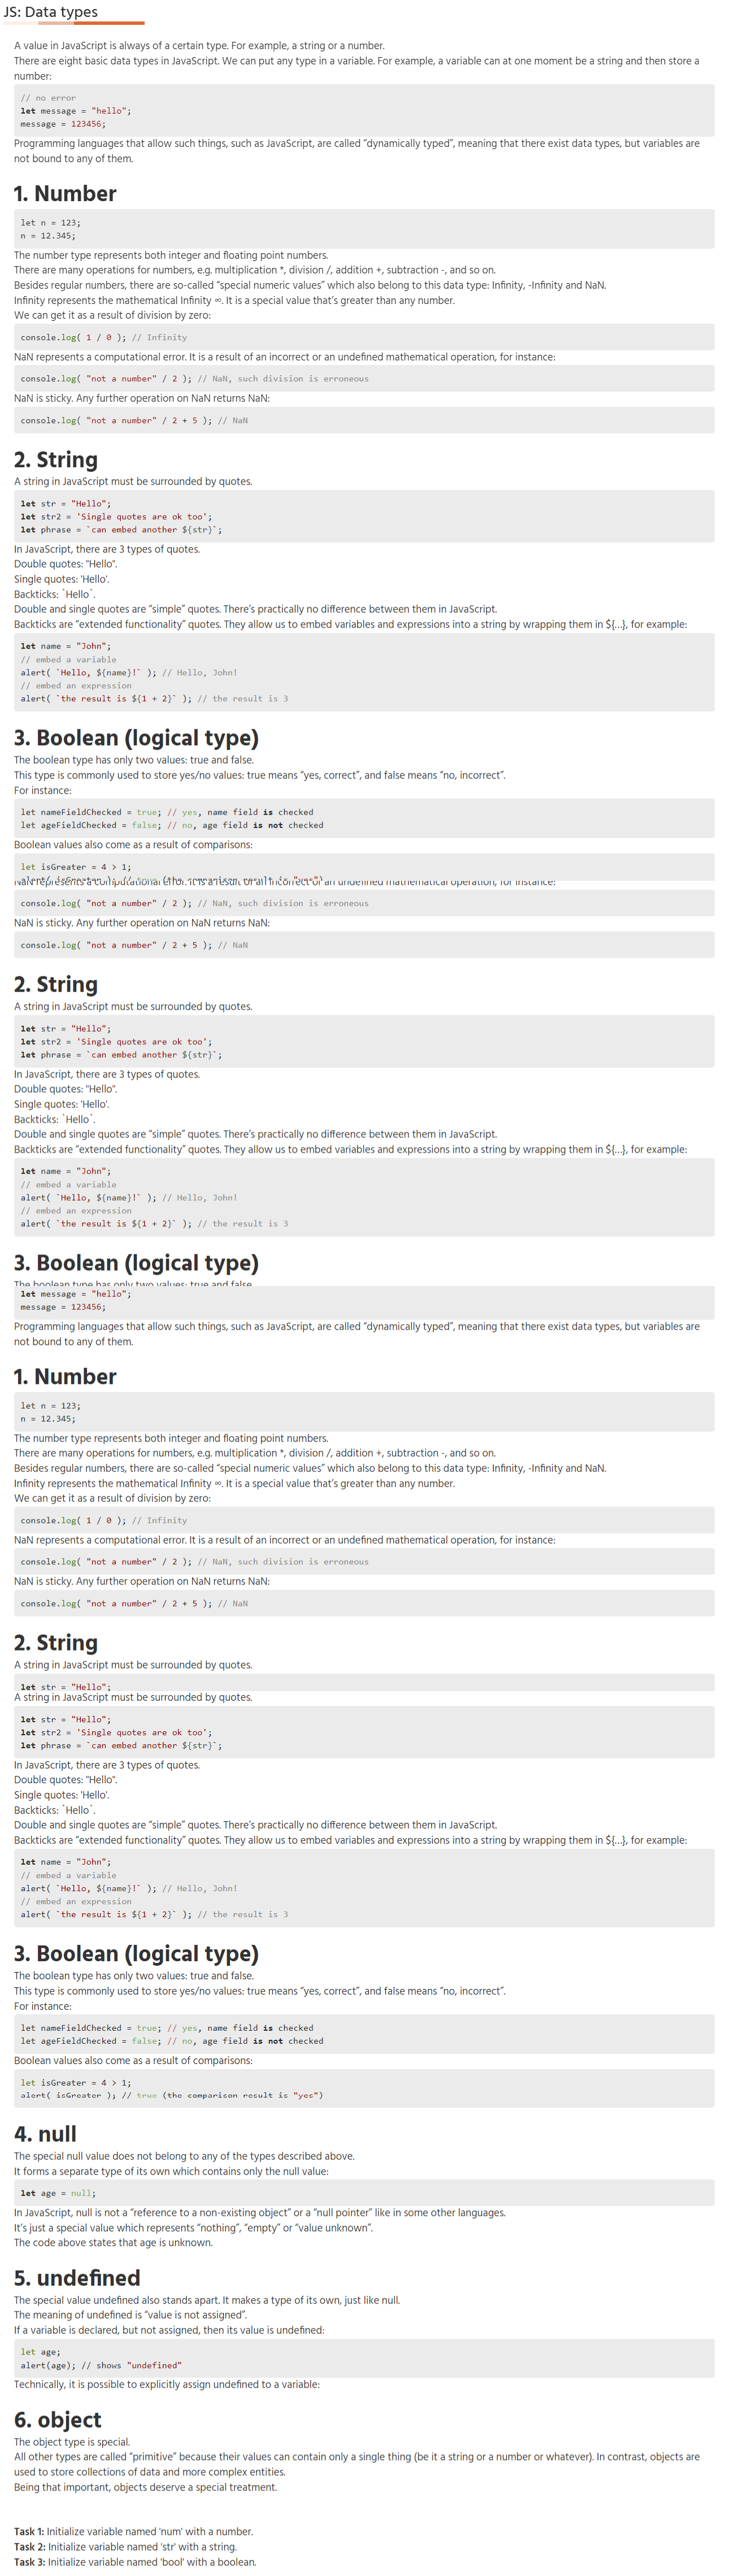 JS: Data types
A value in JavaScript is always of a certain type. For example, a string or a number.
There are eight basic data types in JavaScript. We can put any type in a variable. For example, a variable can at one moment be a string and then store a
number:
// no error
let message = "hello";
message = 123456;
Programming languages that allow such things, such as JavaScript, are called “dynamically typed”, meaning that there exist data types, but variables are
not bound to any of them.
1. Number
let n = 123;
n = 12.345;
The number type represents both integer and floating point numbers.
There are many operations for numbers, e.g. multiplication *, division /, addition +, subtraction -, and so on.
Besides regular numbers, there are so-called “special numeric values” which also belong to this data type: Infinity, -Infinity and NaN.
Infinity represents the mathematical Infinity ∞. It is a special value that’s greater than any number.
We can get it as a result of division by zero:
console.log( 1 / 0 ); // Infinity
NaN represents a computational error. It is a result of an incorrect or an undefined mathematical operation, for instance:
console.log( "not a number" / 2 ); // NaN, such division is erroneous
NaN is sticky. Any further operation on NaN returns NaN:
console.log( "not a number" / 2 + 5 ); // NaN
2. String
A string in JavaScript must be surrounded by quotes.
let str = "Hello";
let str2 = 'Single quotes are ok too';
let phrase = `can embed another ${str}`;
In JavaScript, there are 3 types of quotes.
Double quotes: "Hello".
Single quotes: 'Hello'.
Backticks: `Hello`.
Double and single quotes are “simple” quotes. There’s practically no difference between them in JavaScript.
Backticks are “extended functionality” quotes. They allow us to embed variables and expressions into a string by wrapping them in ${…}, for example:
let name = "John";
// embed a variable
alert( `Hello, ${name}!` ); // Hello, John!
// embed an expression
alert( `the result is ${1 + 2}` ); // the result is 3
3. Boolean (logical type)
The boolean type has only two values: true and false.
This type is commonly used to store yes/no values: true means “yes, correct”, and false means “no, incorrect”.
For instance:
let nameFieldChecked = true; // yes, name field is checked
let ageFieldChecked = false; // no, age field is not checked
Boolean values also come as a result of comparisons:
let isGreater = 4 > 1;
alert( isGreater ); // true (the comparison result is "yes")
NaN represents a computational error. It is a result of an incorrect or an undefined mathematical operation, for instance:
console.log( "not a number" / 2 ); // NaN, such division is erroneous
NaN is sticky. Any further operation on NaN returns NaN:
console.log( "not a number" / 2 + 5 ); // NaN
2. String
A string in JavaScript must be surrounded by quotes.
let str = "Hello";
let str2 = 'Single quotes are ok too';
let phrase = `can embed another ${str}`;
In JavaScript, there are 3 types of quotes.
Double quotes: "Hello".
Single quotes: 'Hello'.
Backticks: `Hello`.
Double and single quotes are “simple” quotes. There’s practically no difference between them in JavaScript.
Backticks are “extended functionality” quotes. They allow us to embed variables and expressions into a string by wrapping them in ${…}, for example:
let name = "John";
// embed a variable
alert( `Hello, ${name}!` ); // Hello, John!
// embed an expression
alert( `the result is ${1 + 2}` ); // the result is 3
3. Boolean (logical type)
The boolean type has only two values: true and false.
let message = "hello";
message = 123456;
Programming languages that allow such things, such as JavaScript, are called “dynamically typed”, meaning that there exist data types, but variables are
not bound to any of them.
1. Number
let n = 123;
n = 12.345;
The number type represents both integer and floating point numbers.
There are many operations for numbers, e.g. multiplication *, division /, addition +, subtraction -, and so on.
Besides regular numbers, there are so-called “special numeric values” which also belong to this data type: Infinity, -Infinity and NaN.
Infinity represents the mathematical Infinity ∞. It is a special value that’s greater than any number.
We can get it as a result of division by zero:
console.log( 1 / 0 ); // Infinity
NaN represents a computational error. It is a result of an incorrect or an undefined mathematical operation, for instance:
console.log( "not a number" / 2 ); // NaN, such division is erroneous
NaN is sticky. Any further operation on NaN returns NaN:
console.log( "not a number" / 2 + 5 ); // NaN
2. String
A string in JavaScript must be surrounded by quotes.
let str = "Hello";
A string in JavaScript must be surrounded by quotes.
let str = "Hello";
let str2 = 'Single quotes are ok too';
let phrase = `can embed another ${str}`;
In JavaScript, there are 3 types of quotes.
Double quotes: "Hello".
Single quotes: 'Hello'.
Backticks: `Hello`.
Double and single quotes are “simple” quotes. There’s practically no difference between them in JavaScript.
Backticks are “extended functionality” quotes. They allow us to embed variables and expressions into a string by wrapping them in ${…}, for example:
let name = "John";
// embed a variable
alert( `Hello, ${name}!` ); // Hello, John!
// embed an expression
alert( `the result is ${1 + 2}` ); // the result is 3
3. Boolean (logical type)
The boolean type has only two values: true and false.
This type is commonly used to store yes/no values: true means “yes, correct”, and false means “no, incorrect”.
For instance:
let nameFieldChecked = true; // yes, name field is checked
let ageFieldChecked = false; // no, age field is not checked
Boolean values also come as a result of comparisons:
let isGreater = 4 > 1;
alert( isGreater ); // true (the comparison result is "yes")
4. null
The special null value does not belong to any of the types described above.
It forms a separate type of its own which contains only the null value:
let age = null;
In JavaScript, null is not a “reference to a non-existing object” or a “null pointer” like in some other languages.
It’s just a special value which represents “nothing”, “empty” or “value unknown”.
The code above states that age is unknown.
5. undefined
The special value undefined also stands apart. It makes a type of its own, just like null.
The meaning of undefined is “value is not assigned”.
If a variable is declared, but not assigned, then its value is undefined:
let age;
alert(age); // shows "undefined"
Technically, it is possible to explicitly assign undefined to a variable:
6. object
The object type is special.
All other types are called “primitive” because their values can contain only a single thing (be it a string or a number or whatever). In contrast, objects are
used to store collections of data and more complex entities.
Being that important, objects deserve a special treatment.
Task 1: Initialize variable named 'num' with a number.
Task 2: Initialize variable named 'str' with a string.
Task 3: Initialize variable named 'bool' with a boolean.